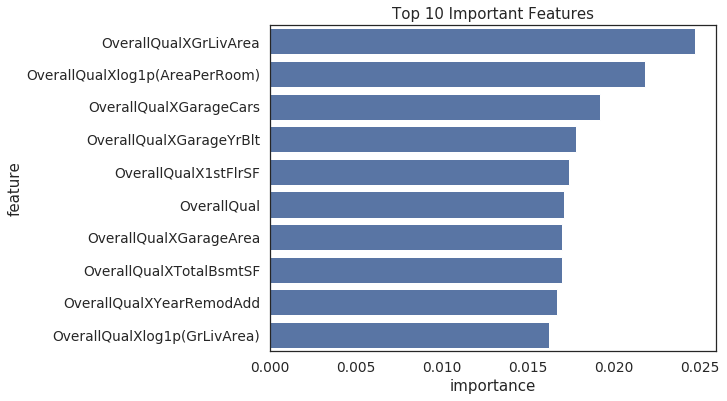 Top 10 Important Features
OverallQualXGrLivArea
OverallQualXlog1p(AreaPerRoom)
OverallQualXGarageCars
OverallQualXGarageYrBlt
OverallQualX1stFlrSF
OverallQual
OverallQualXGarageArea
OverallQualXTotalBsmtSF
OverallQualXYearRemodAdd
OverallQualXlog1p(GrLivArea)
feature
0.000 0.005 0.010 0.015 0.020 0.025
importance